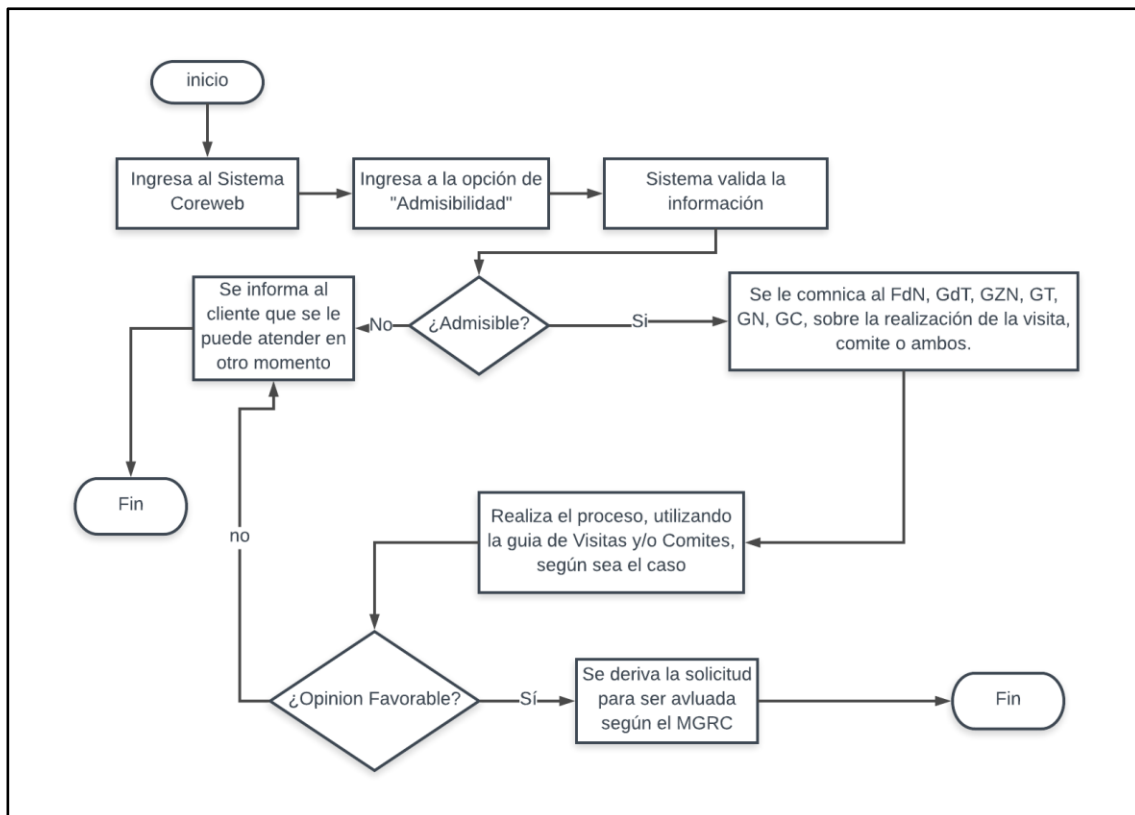 inicio
Ingresa al Sistema
Coreweb
Ingresa a la opción de
"Admisibilidad"
Sistema valida la
información
¿Admisible?
No
Si
Se informa al
cliente que se le
puede atender en
otro momento
Fin
Se le comnica al FdN, GdT, GZN, GT,
GN, GC, sobre la realización de la visita,
comite o ambos.
Realiza el proceso, utilizando
la guia de Visitas y/o Comites,
según sea el caso
no
¿Opinion Favorable?
Sí
Se deriva la solicitud
para ser avluada
según el MGRC
Fin